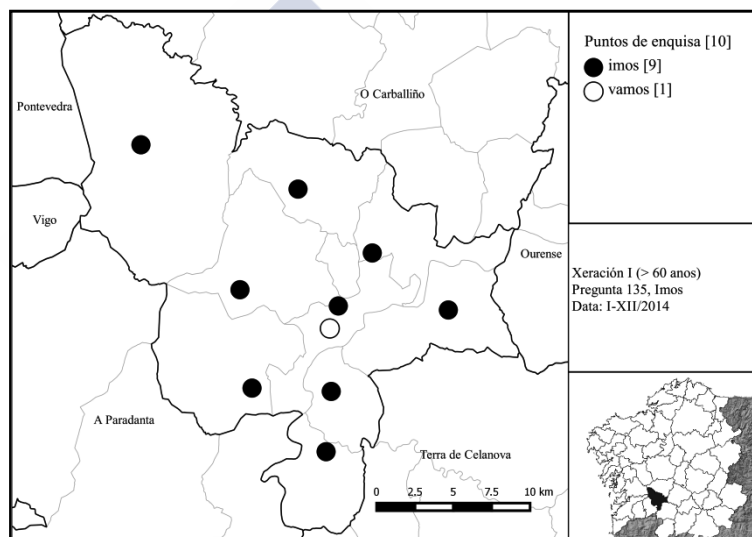 Pontevedra
O Carballiño
Vigo
Ourense
A Paradanta
Terra de Celanova
0 2.5 5 7.5 10 km
Puntos de enquisa [10]
imos [9]
vamos [1]
Xeración I (> 60 anos)
Pregunta 135, Imos
Data: I-XII/2014